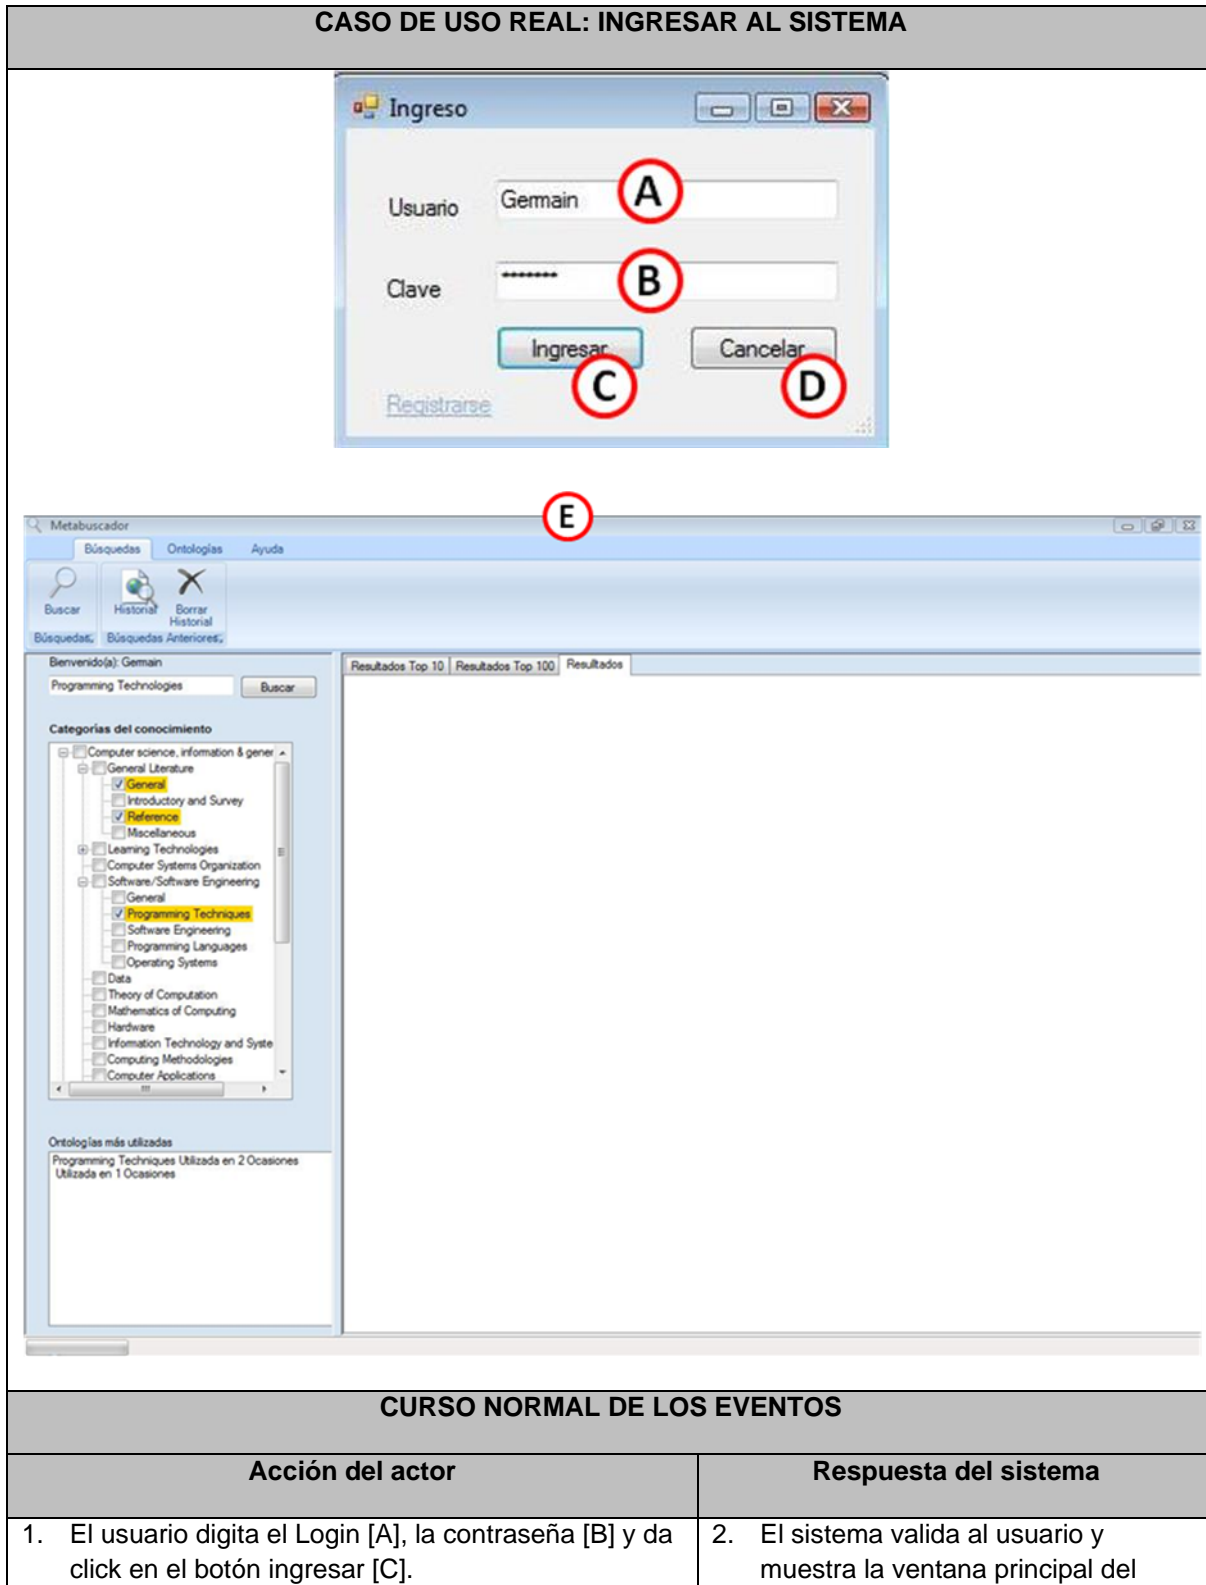 CASO DE USO REAL: INGRESAR AL SISTEMA
Ingreso
Usuario
Germain
A
Clave
*******
B
Ingresar
Cancelar
C
D
Registrarse
E
Metabuscador
Búsquedas
Ontologías
Ayuda
Buscar
Historial
Borrar
Historial
Búsquedas
Búsquedas Anteriores
Bienvenido(a): Germain
Programming Technologies
Buscar
Resultados Top 10
Resultados Top 100
Resultados
Categorías del conocimiento
Computer science, information & gener
General Literature
General
Introductory and Survey
Reference
Miscellaneous
Learning Technologies
Computer Systems Organization
Software/Software Engineering
General
Programming Techniques
Software Engineering
Programming Languages
Operating Systems
Data
Theory of Computation
Mathematics of Computing
Hardware
Information Technology and Syste
Computing Methodologies
Computer Applications
Ontologías más utilizadas
Programming Techniques Utilizada en 2 Ocasiones
Utilizada en 1 Ocasiones
CURSO NORMAL DE LOS EVENTOS
Acción del actor
Respuesta del sistema
1. El usuario digita el Login [A], la contraseña [B] y da
click en el botón ingresar [C].
2. El sistema valida al usuario y
muestra la ventana principal del